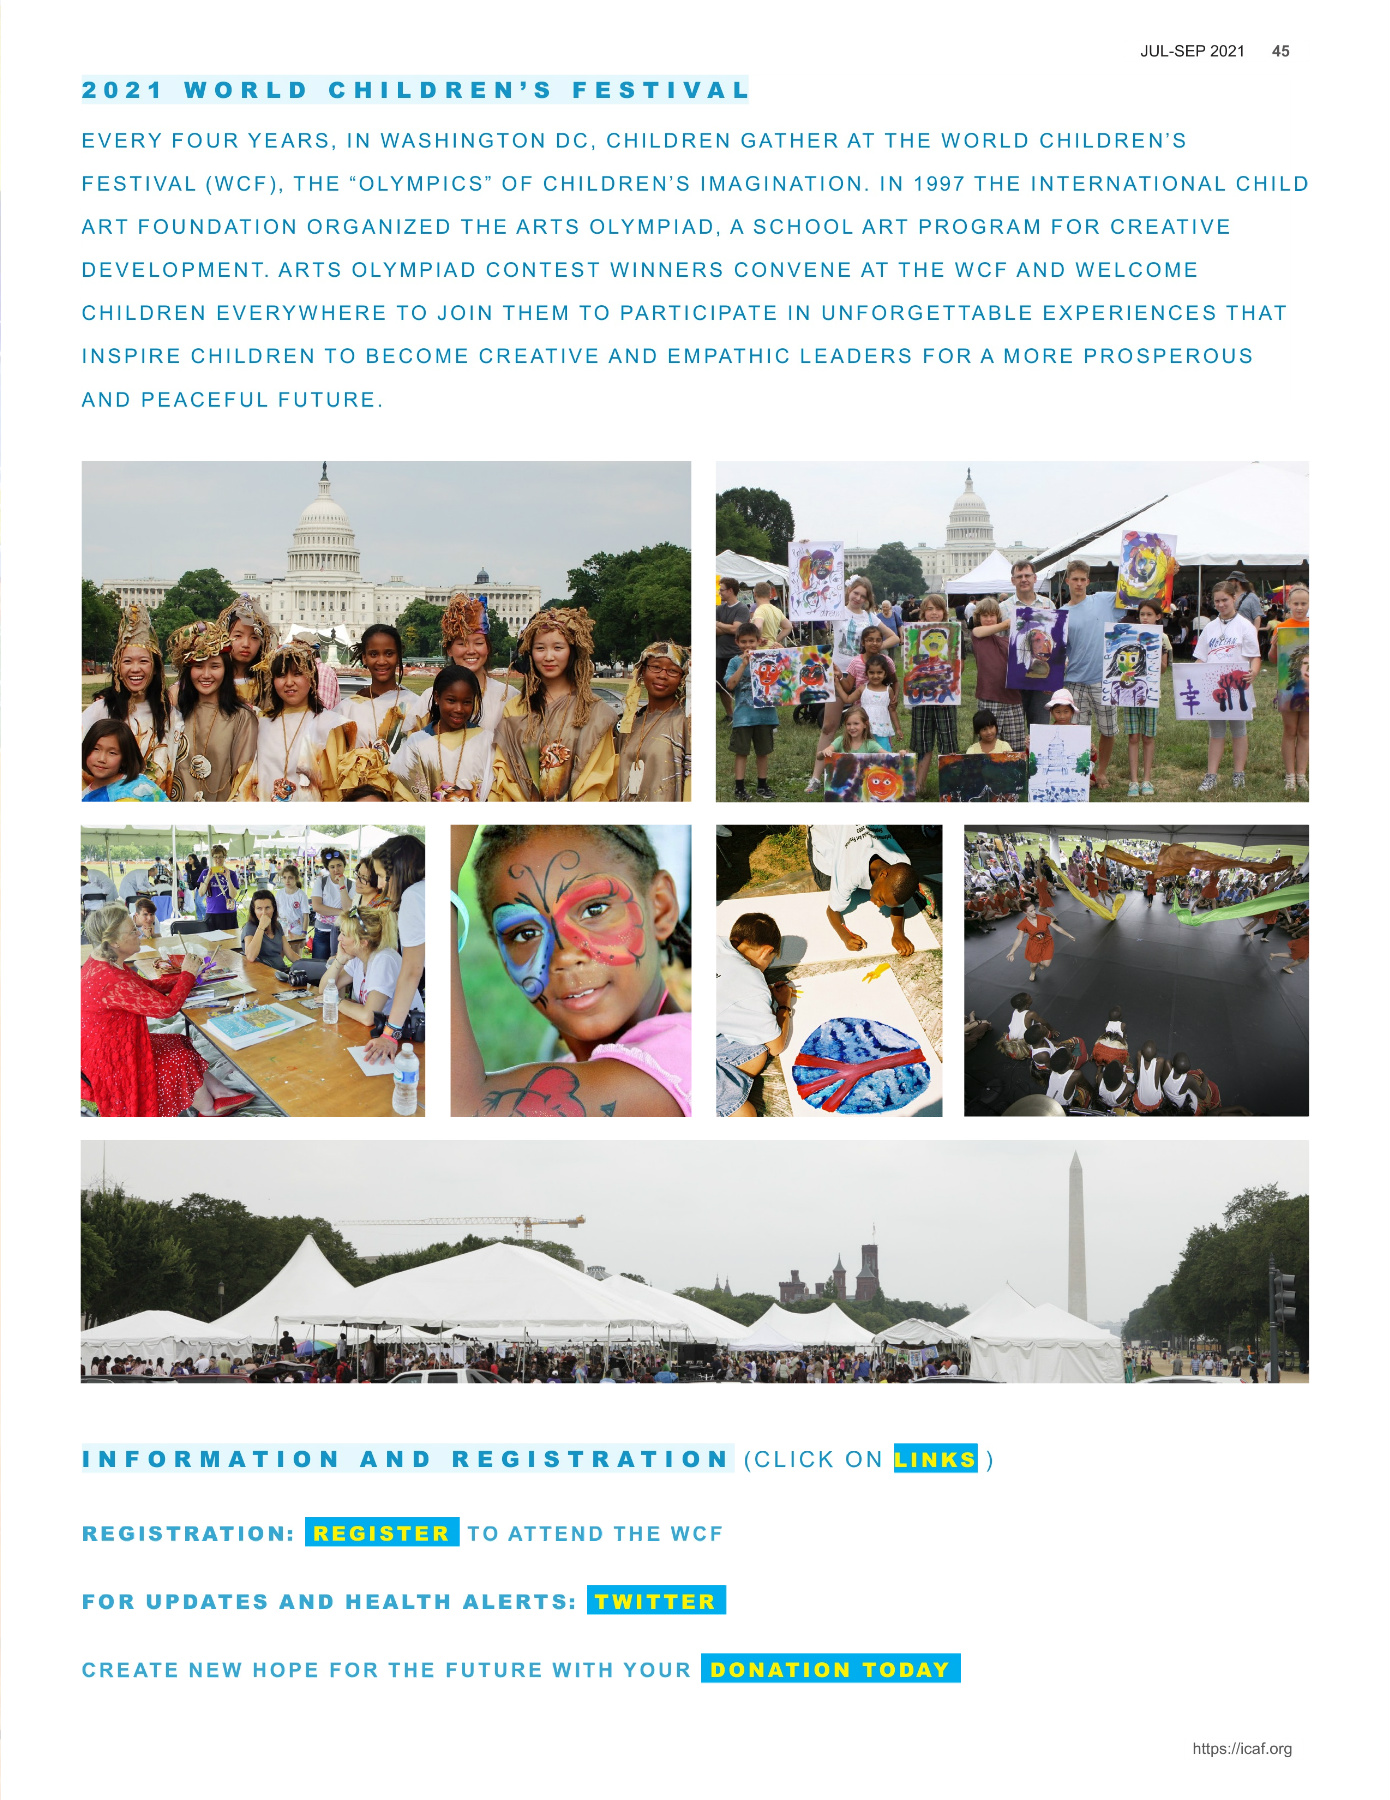 JUL-SEP 2021 45
2021 WORLD CHILDREN’S FESTIVAL
EVERY FOUR YEARS, IN WASHINGTON DC, CHILDREN GATHER AT THE WORLD CHILDREN’S
FESTIVAL (WCF), THE “OLYMPICS” OF CHILDREN’S IMAGINATION. IN 1997 THE INTERNATIONAL CHILD
ART FOUNDATION ORGANIZED THE ARTS OLYMPIAD, A SCHOOL ART PROGRAM FOR CREATIVE
DEVELOPMENT. ARTS OLYMPIAD CONTEST WINNERS CONVENE AT THE WCF AND WELCOME
CHILDREN EVERYWHERE TO JOIN THEM TO PARTICIPATE IN UNFORGETTABLE EXPERIENCES THAT
INSPIRE CHILDREN TO BECOME CREATIVE AND EMPATHIC LEADERS FOR A MORE PROSPEROUS
AND PEACEFUL FUTURE.
INFORMATION AND REGISTRATION (CLICK ON LINKS )
REGISTRATION: REGISTER TO ATTEND THE WCF
FOR UPDATES AND HEALTH ALERTS: TWITTER
CREATE NEW HOPE FOR THE FUTURE WITH YOUR DONATION TODAY
https://icaf.org